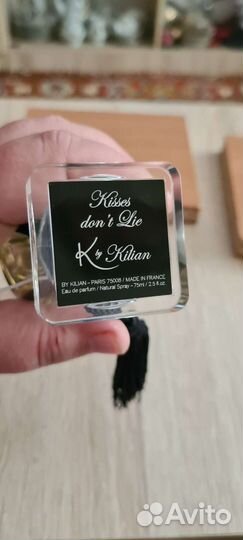 Kisses
don't Lie
K by Kilian
BY KILIAN - PARIS 75008 / MADE IN FRANCE
Eau de parfum / Natural Spray - 75ml / 2.5 fl.oz.
Avito